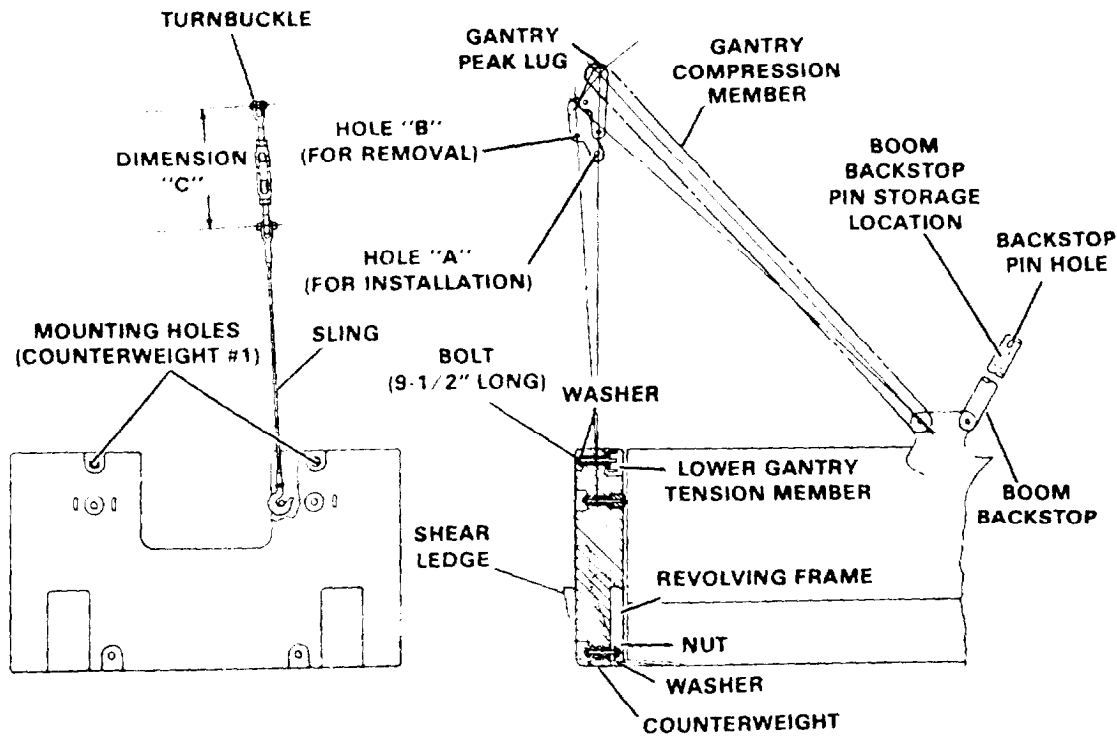 TURNBUCKLE
GANTRY
PEAK LUG
GANTRY
COMPRESSION
MEMBER
HOLE "B"
(FOR REMOVAL)
DIMENSION
"C"
BOOM
BACKSTOP
PIN STORAGE
LOCATION
BACKSTOP
PIN HOLE
HOLE "A"
(FOR INSTALLATION)
MOUNTING HOLES
(COUNTERWEIGHT #1)
SLING
BOLT
(9-1/2" LONG)
WASHER
LOWER GANTRY
TENSION MEMBER
BOOM
BACKSTOP
SHEAR
LEDGE
REVOLVING FRAME
NUT
WASHER
COUNTERWEIGHT